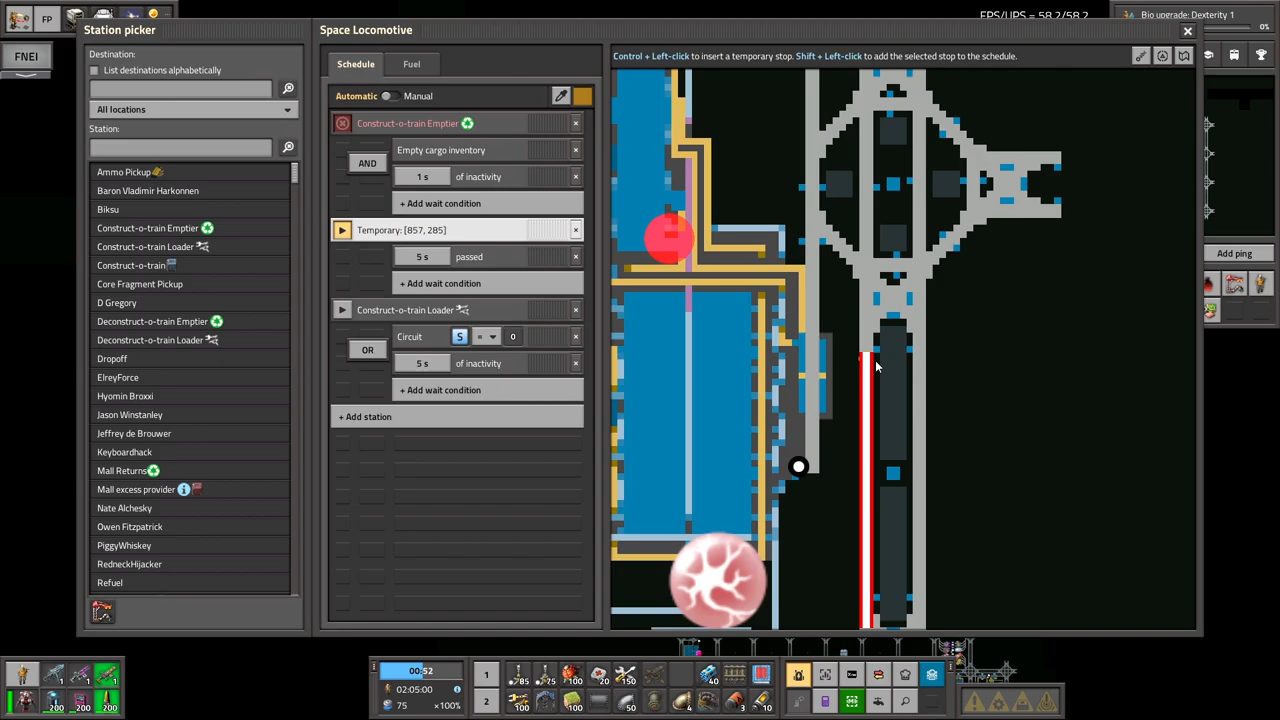 FP
FPS/UPS = 58.2/58.2
Bio upgrade: Dexterity 1
0%
FNEI
Station picker
Destination:
List destinations alphabetically
All locations
Station:
Ammo Pickup
Baron Vladimir Harkonnen
Biksu
Construct-o-train Emptier
Construct-o-train Loader
Construct-o-train
Core Fragment Pickup
D Gregory
Deconstruct-o-train Emptier
Deconstruct-o-train Loader
Dropoff
ElreyForce
Hyomin Broxxi
Jason Winstanley
Jeffrey de Brouwer
Keyboardhack
Mall Returns
Mall excess provider
Nate Alchesky
Owen Fitzpatrick
PiggyWhiskey
RedneckHijacker
Refuel
Space Locomotive
Schedule
Fuel
Automatic
Manual
Construct-o-train Emptier
AND
Empty cargo inventory
1 s
of inactivity
+ Add wait condition
Temporary: [857, 285]
5 s
passed
+ Add wait condition
Construct-o-train Loader
OR
Circuit
S
=
0
5 s
of inactivity
+ Add wait condition
+ Add station
Control + Left-click to insert a temporary stop. Shift + Left-click to add the selected stop to the schedule.
Add ping
00:52
02:05:00
75
×100%
1
2
200
200
200